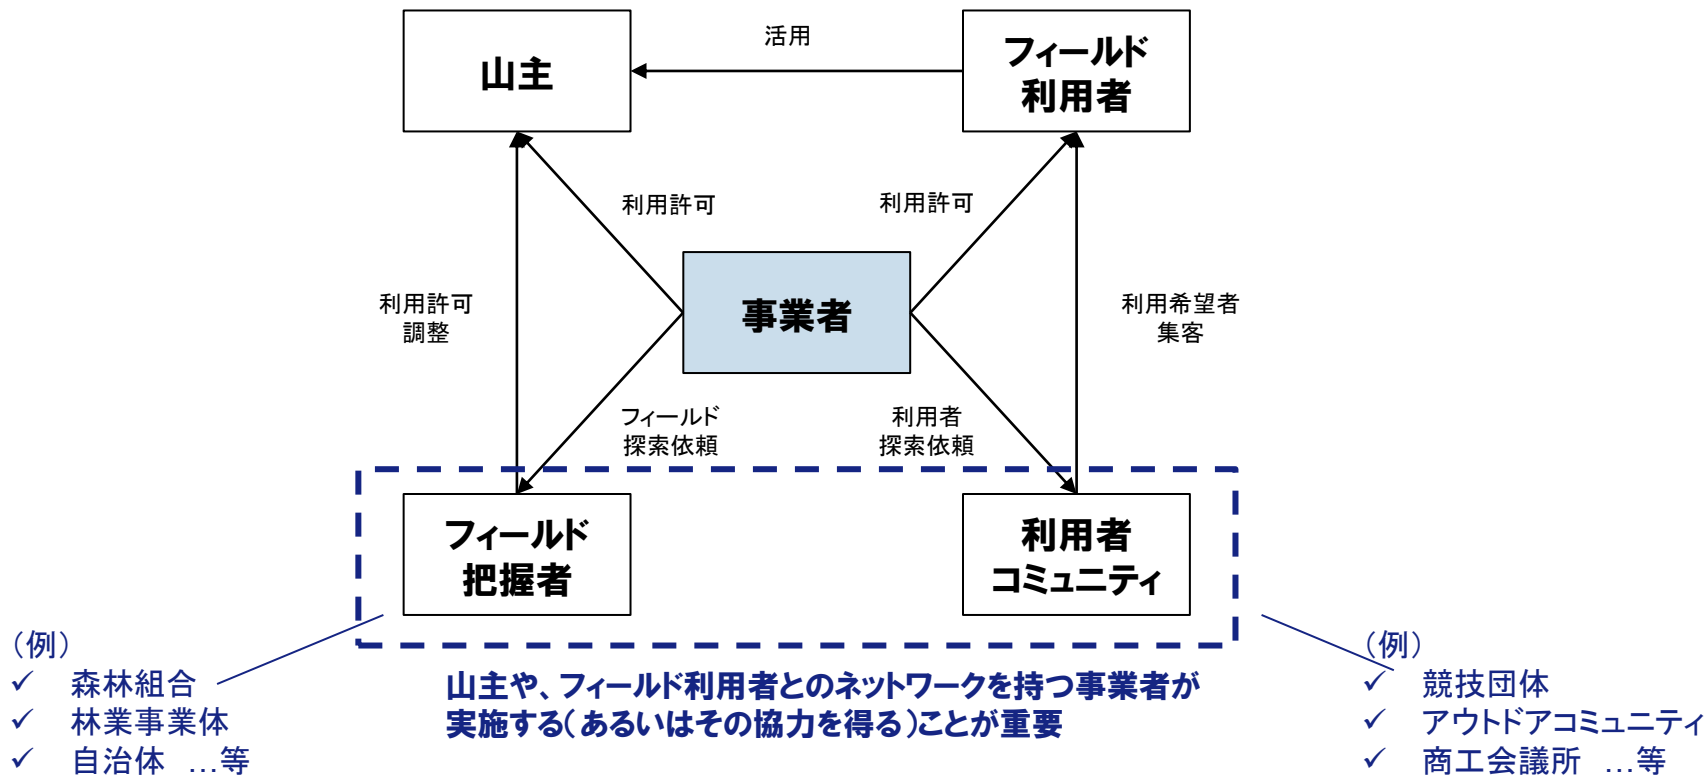 活用
山主
フィールド
利用者
利用許可
利用許可
利用許可
調整
事業者
利用希望者
集客
フィールド
探索依頼
利用者
探索依頼
フィールド
把握者
利用者
コミュニティ
（例）
✓ 森林組合
✓ 林業事業体
✓ 自治体 …等
山主や、フィールド利用者とのネットワークを持つ事業者が
実施する（あるいはその協力を得る）ことが重要
（例）
✓ 競技団体
✓ アウトドアコミュニティ
✓ 商工会議所 …等